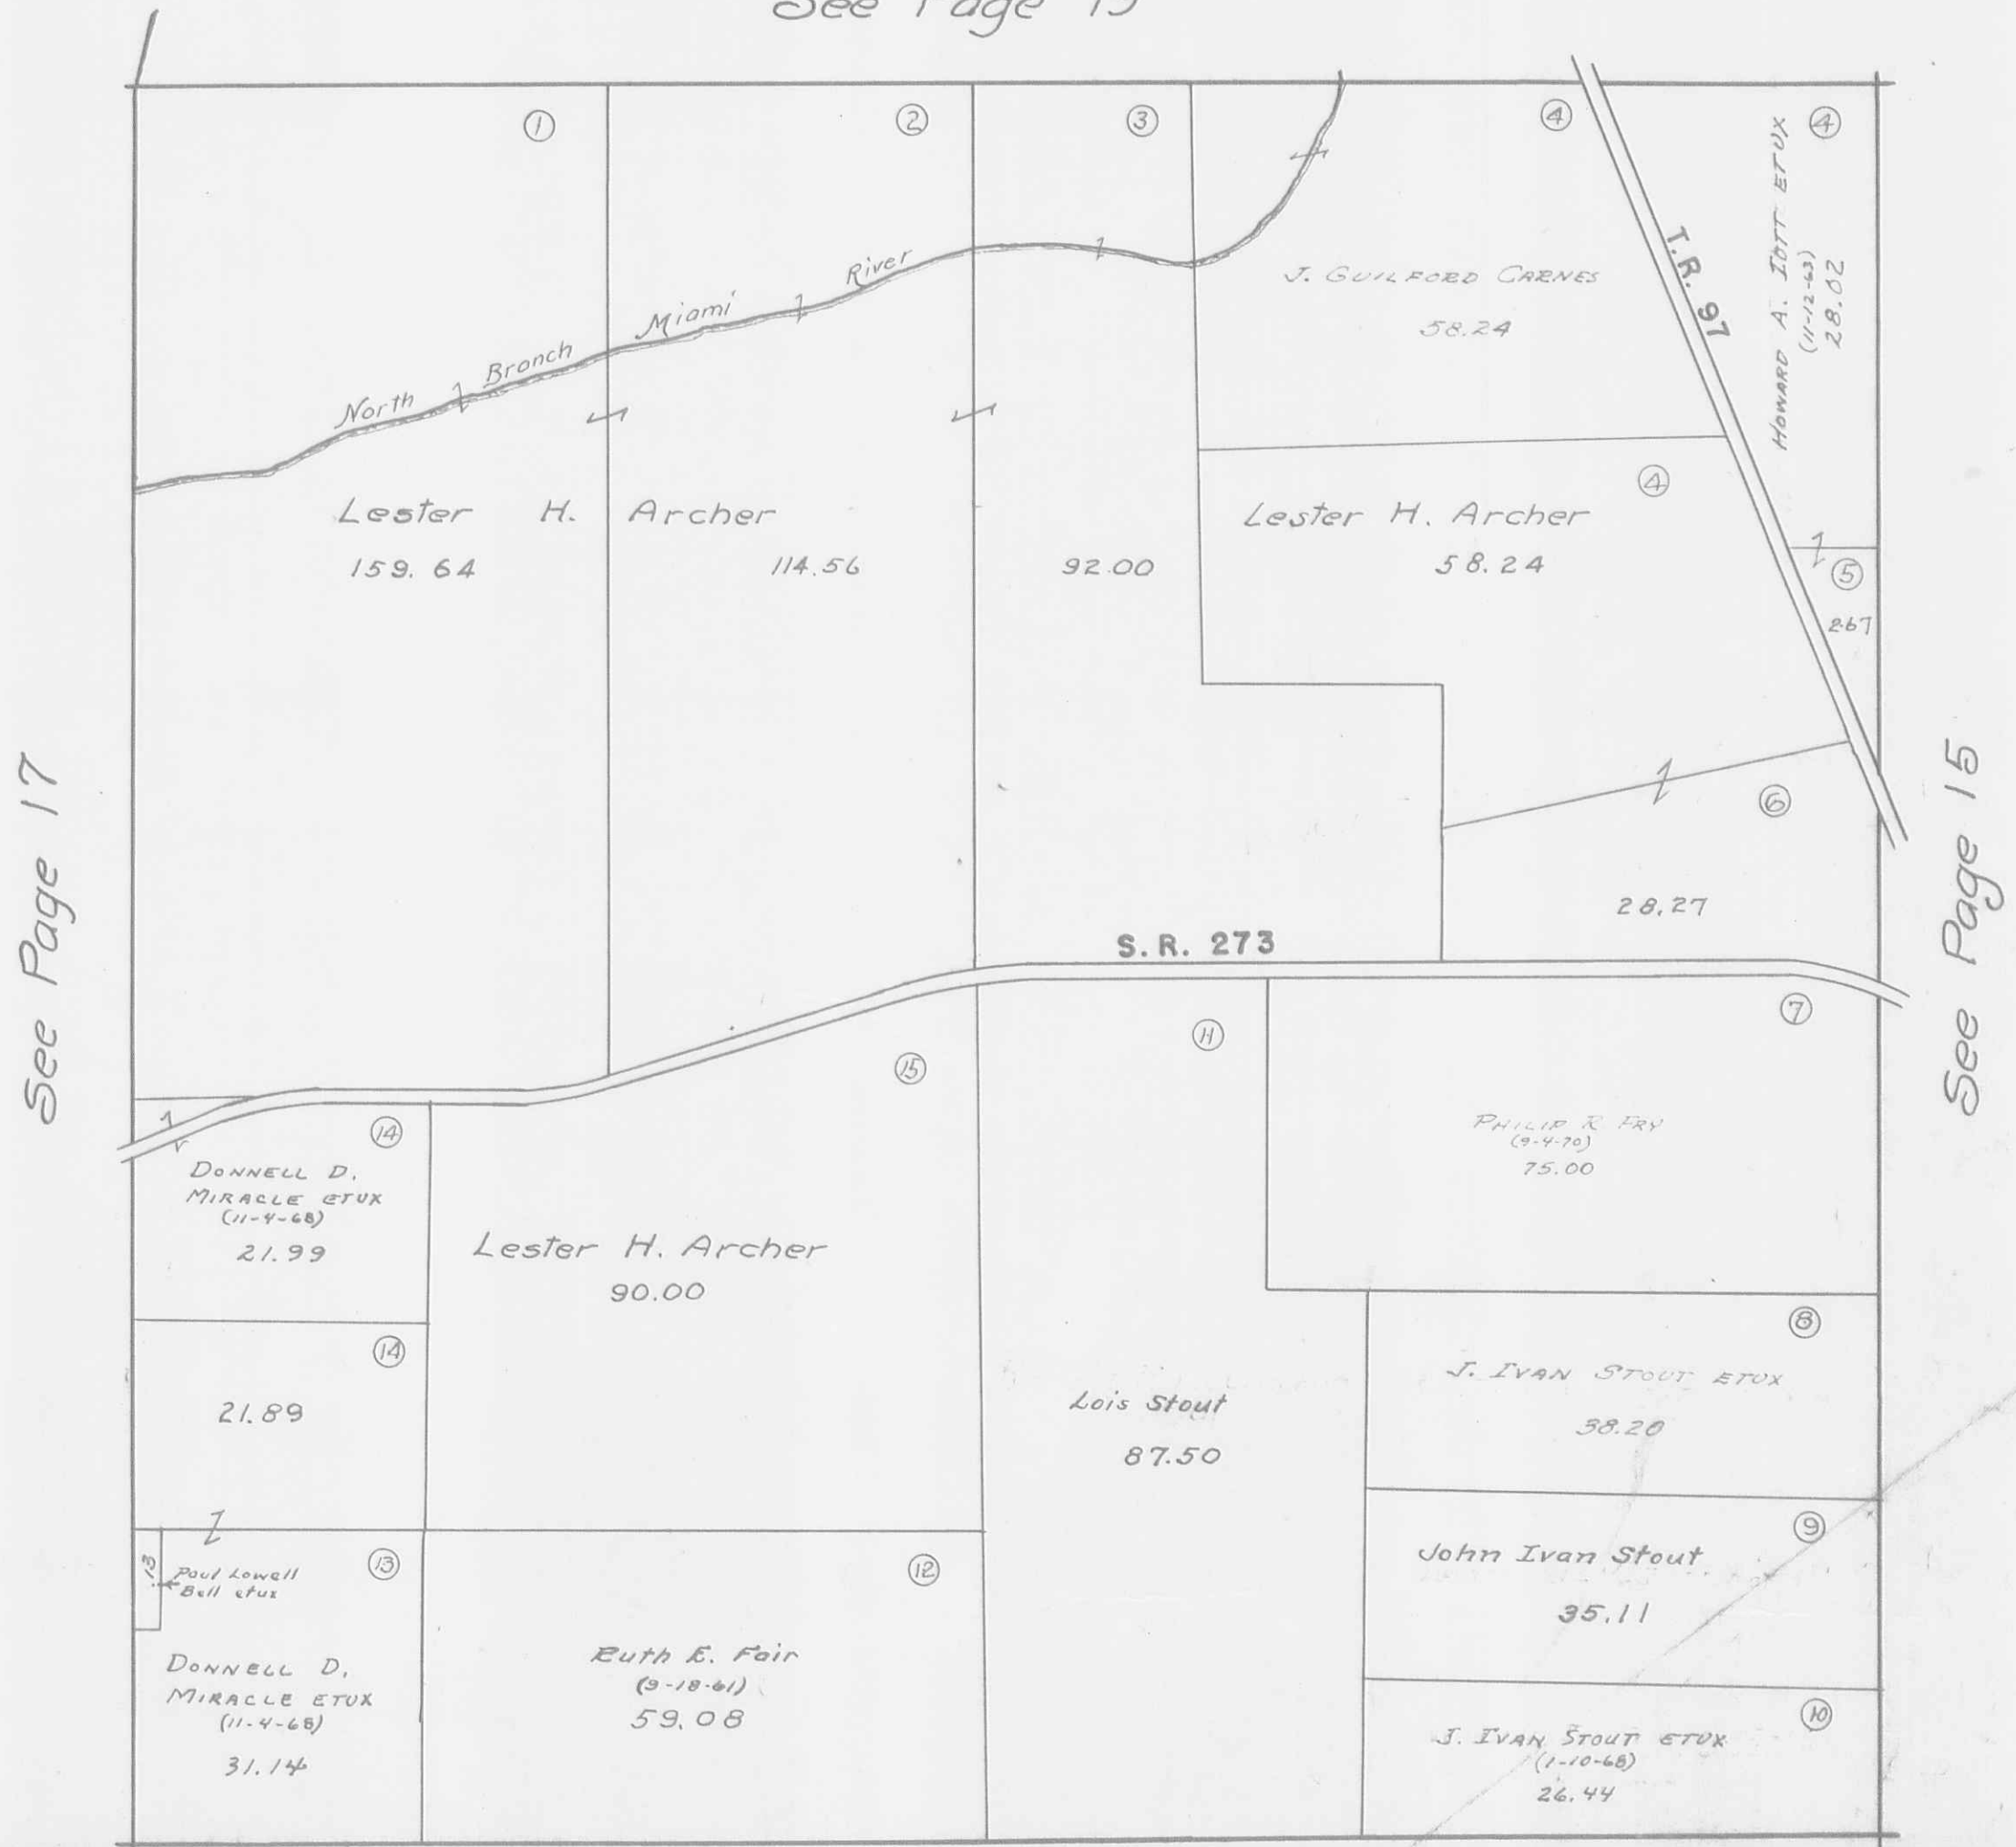 See Page 15
①
②
③
④
④
HOWARD A. IOTT ETUX
(11-12-63)
28.02
T.R. 97
North Branch Miami River
J. GUILFORD CARNES
58.24
④
Lester H. Archer
159.64
114.56
92.00
Lester H. Archer
58.24
⑤
2.67
⑥
28.27
See Page 17
See Page 15
S.R. 273
⑦
⑪
⑮
⑭
DONNELL D.
MIRACLE ETUX
(11-4-68)
21.99
Lester H. Archer
90.00
PHILIP R FRY
(9-4-70)
75.00
⑧
J. IVAN STOUT ETUX
38.20
⑭
21.89
Lois Stout
87.50
⑨
John Ivan Stout
35.11
.13
Paul Lowell
Bell etux
⑬
⑫
DONNELL D.
MIRACLE ETUX
(11-4-68)
31.14
Ruth E. Fair
(9-18-61)
59.08
⑩
J. IVAN STOUT ETUX
(1-10-68)
26.44